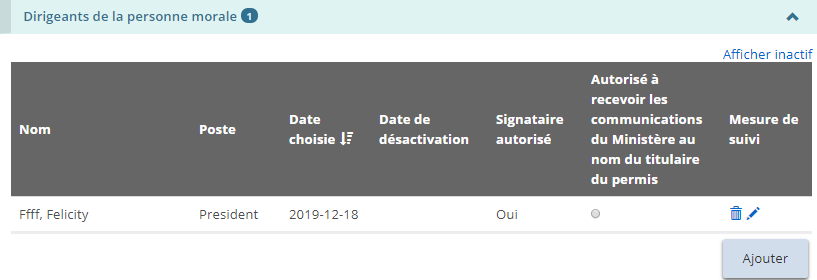 Dirigeants de la personne morale 1
Afficher inactif
Nom
Poste
Date
choisie
Date de
désactivation
Signataire
autorisé
Autorisé à
recevoir les
communications
du Ministère au
nom du titulaire
du permis
Mesure de
suivi
Ffff, Felicity
President
2019-12-18
Oui
Ajouter